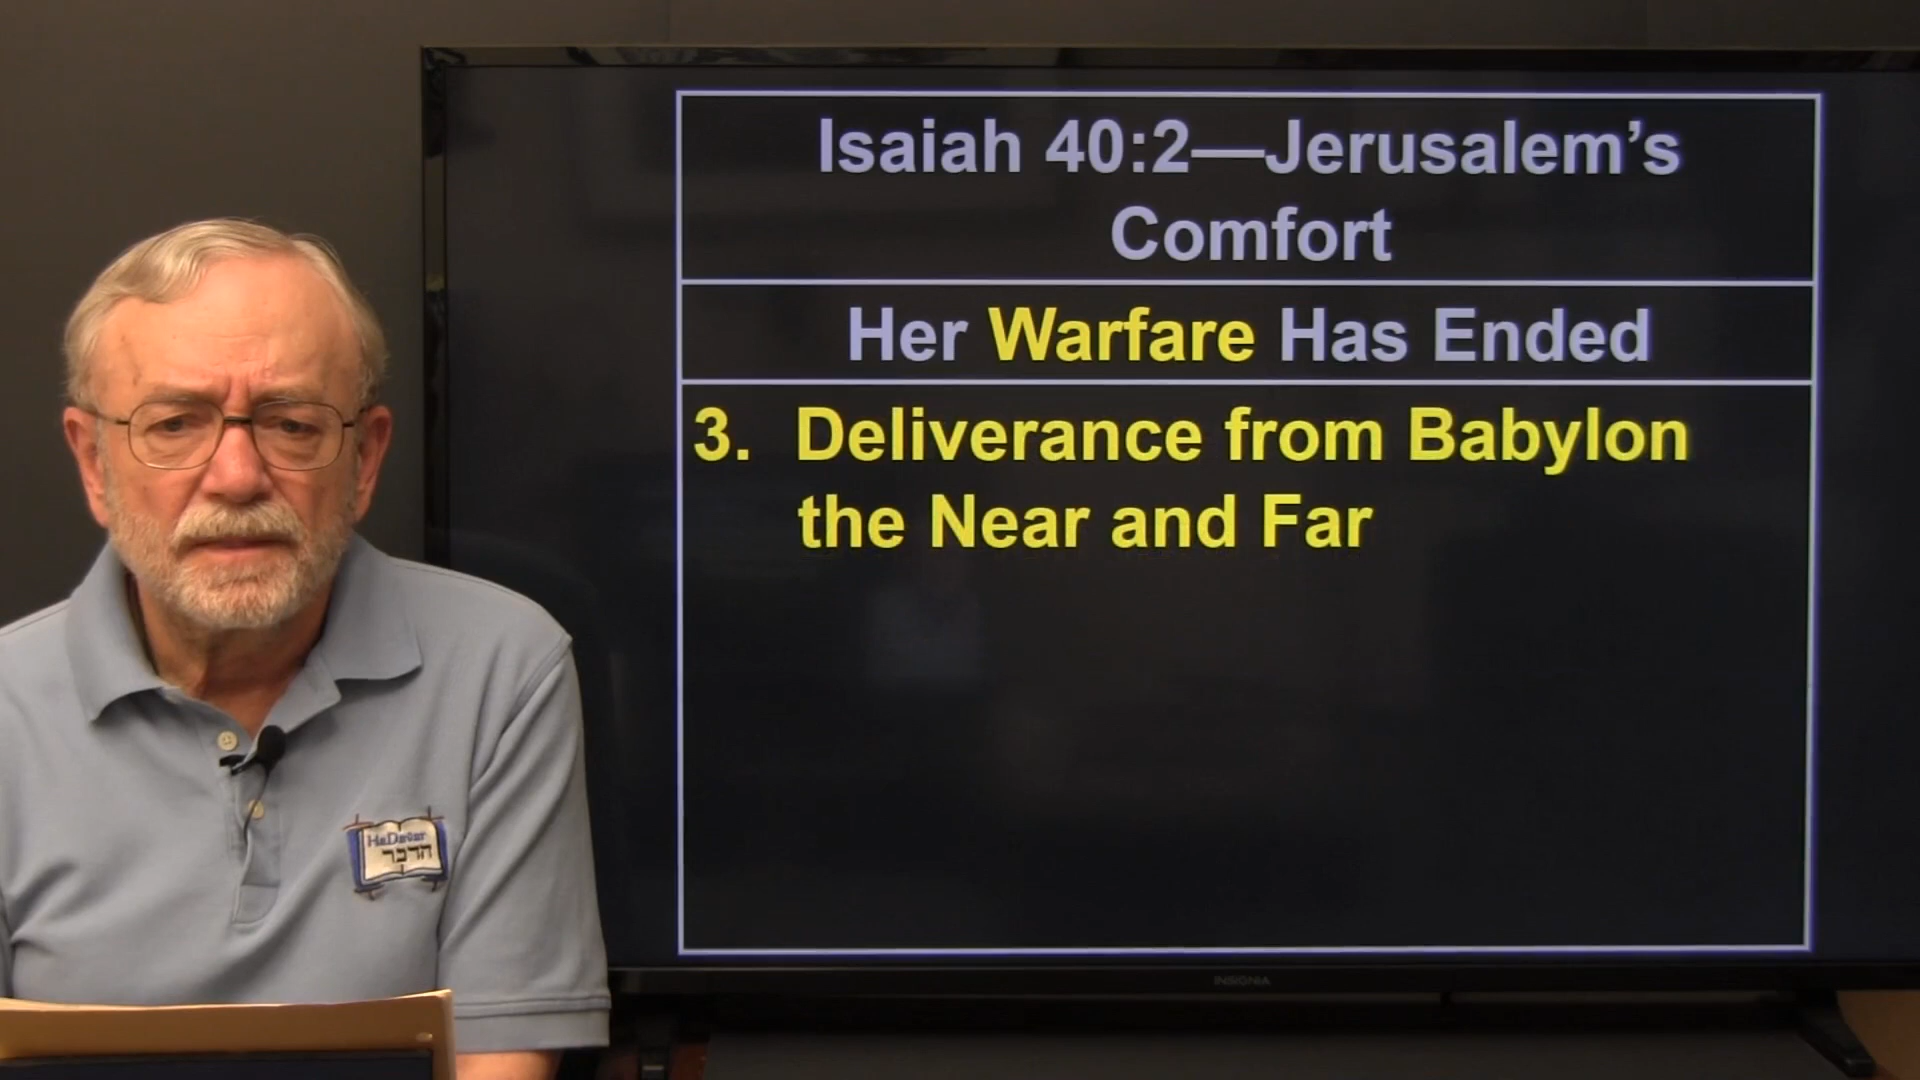 Isaiah 40:2—Jerusalem’s
Comfort
Her Warfare Has Ended
3. Deliverance from Babylon
the Near and Far
HaDavar
הדבר
INSIGNIA